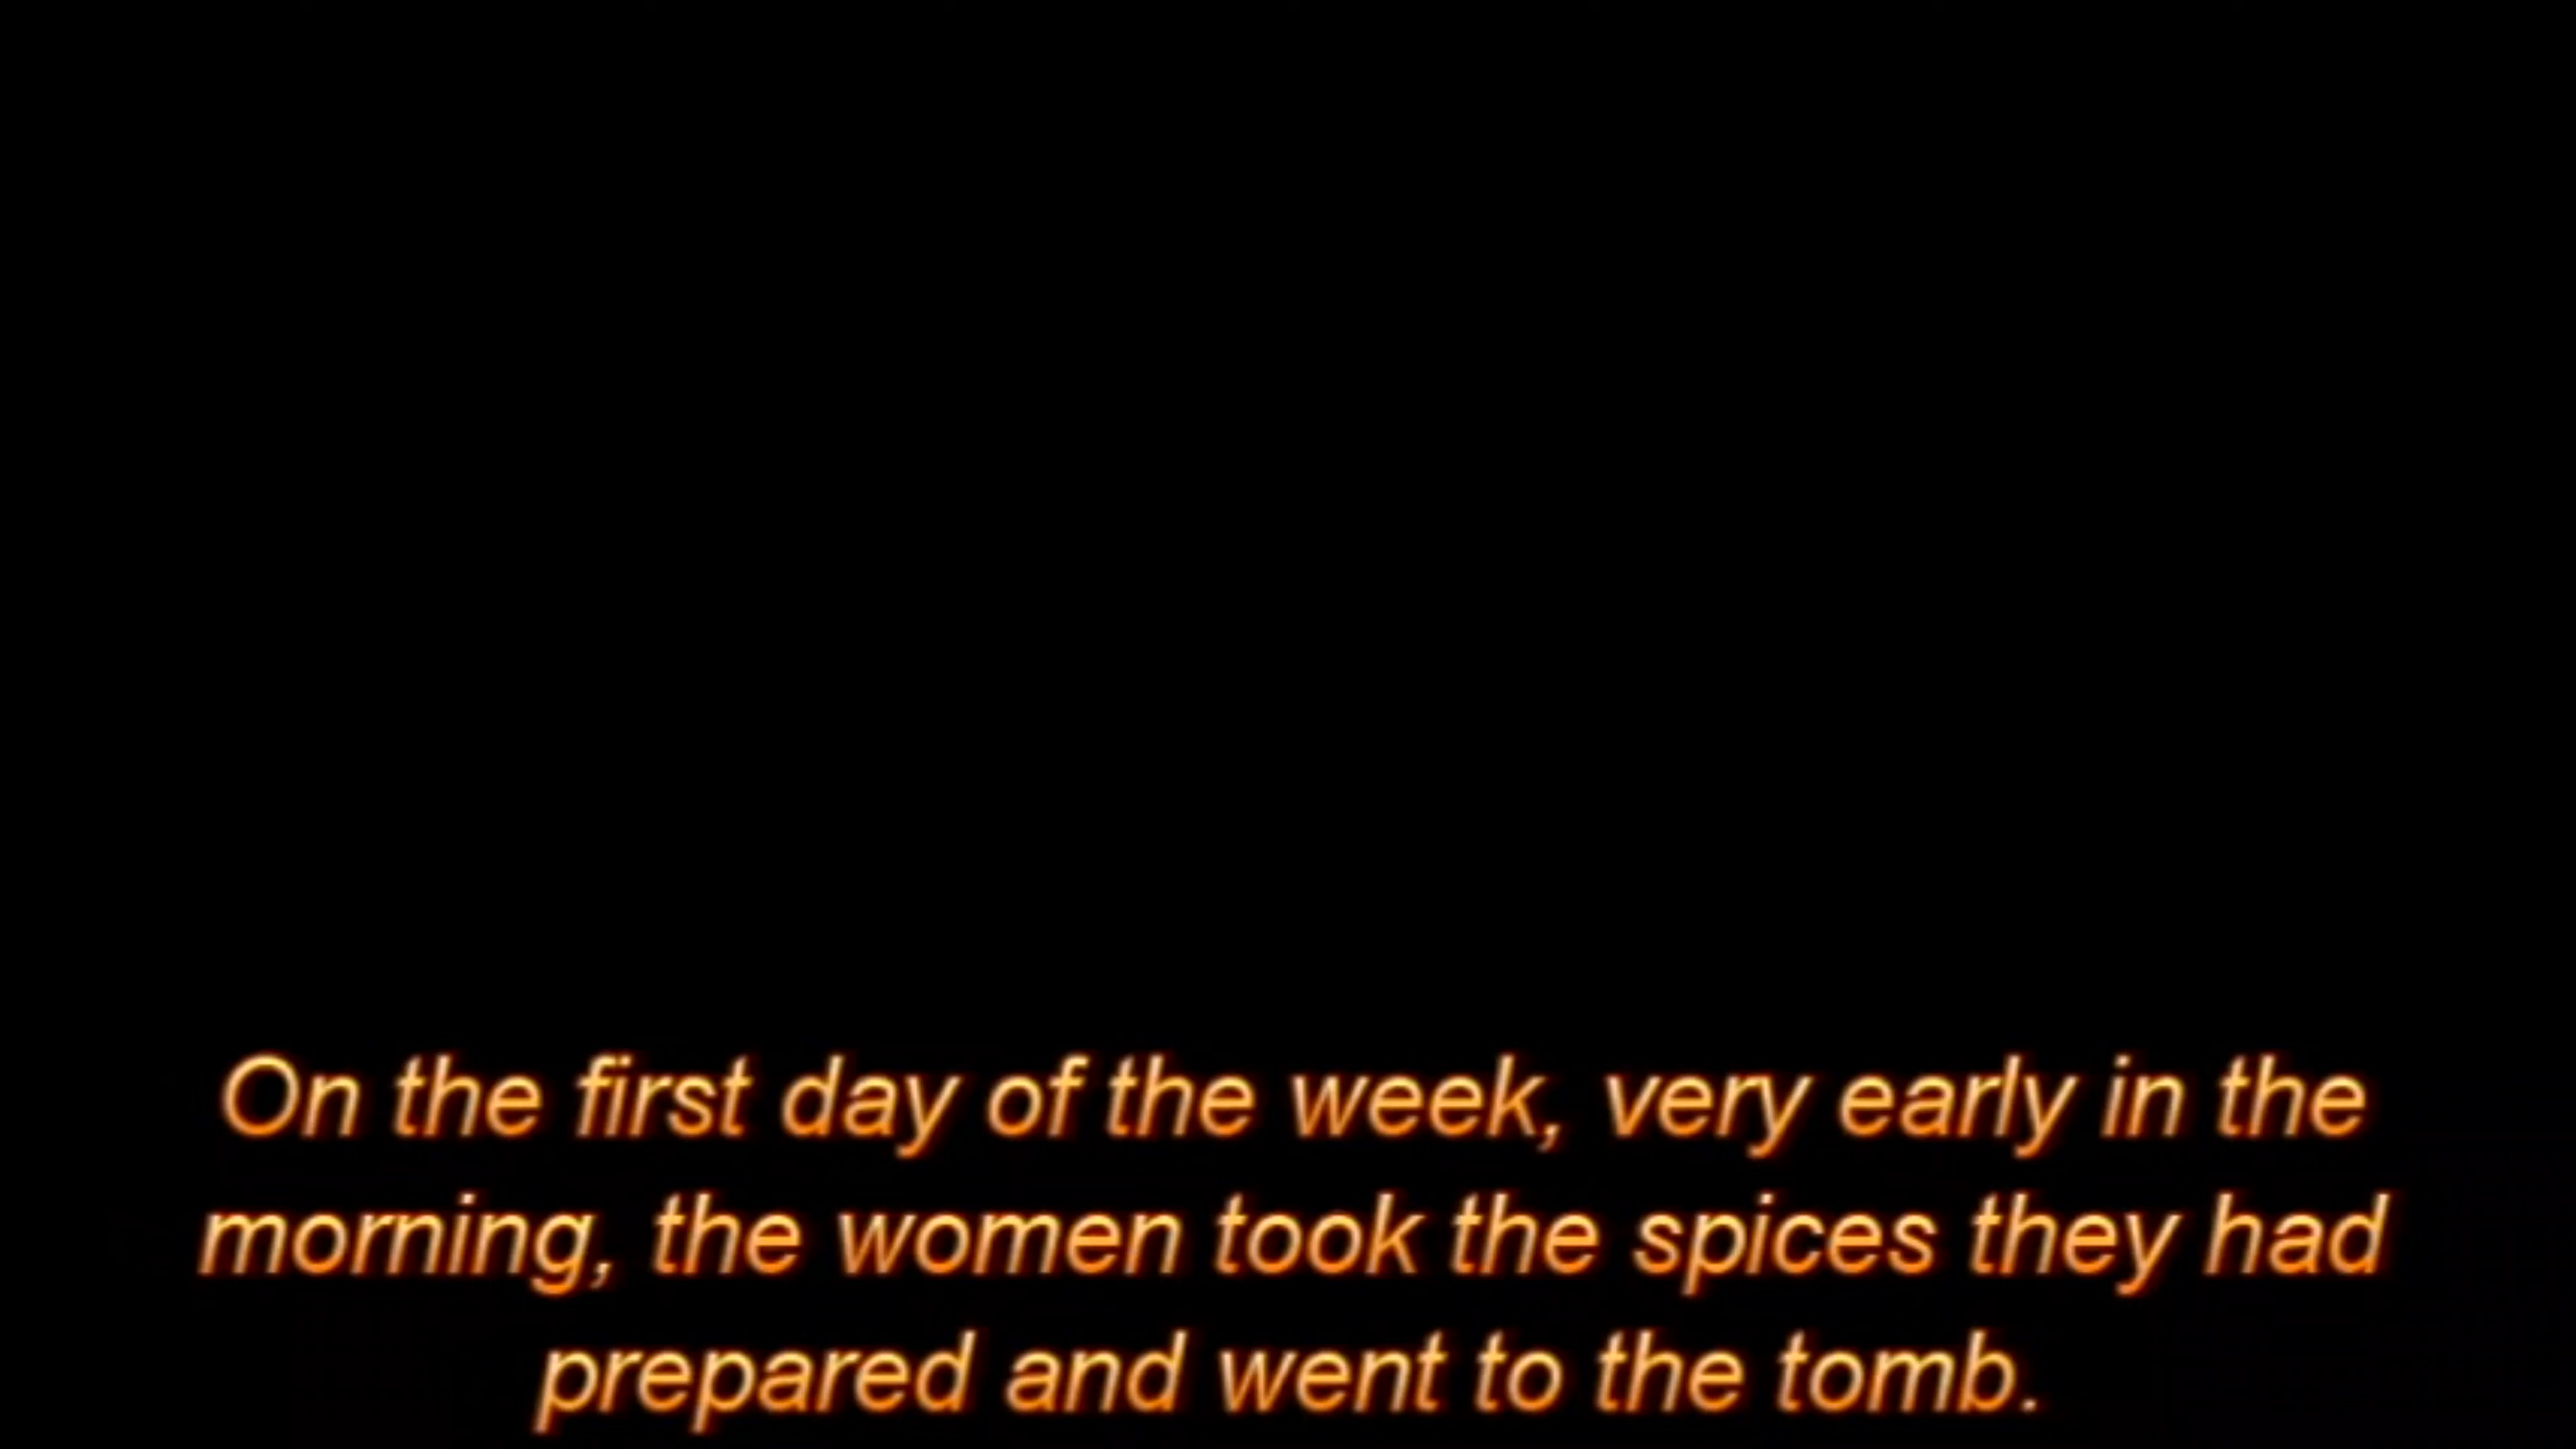 On the first day of the week, very early in the
morning, the women took the spices they had
prepared and went to the tomb.